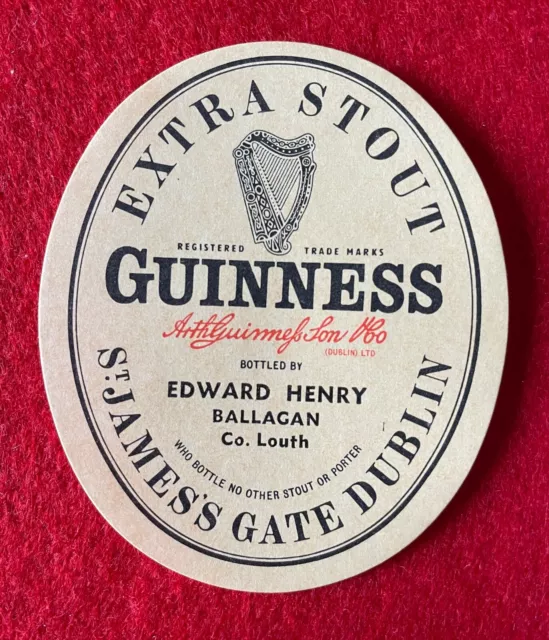 EXTRA STOUT
REGISTERED TRADE MARKS
GUINNESS
Arth Guinness Son & Co
(DUBLIN) LTD
BOTTLED BY
EDWARD HENRY
BALLAGAN
Co. Louth
WHO BOTTLE NO OTHER STOUT OR PORTER
ST. JAMES'S GATE DUBLIN